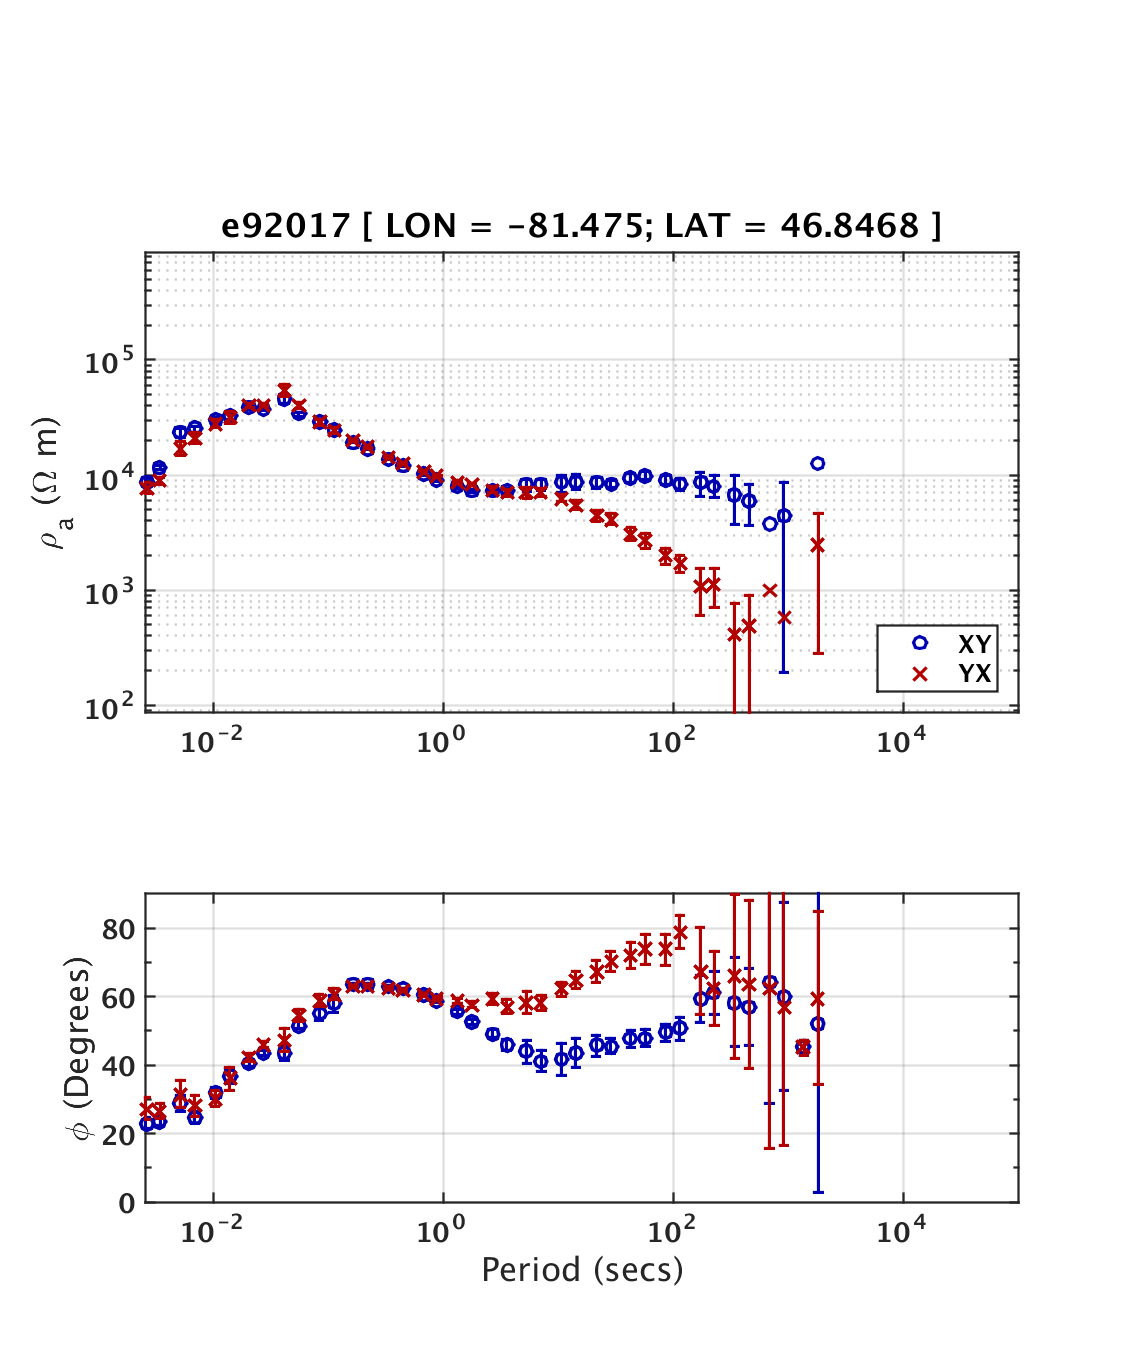 e92017 [ LON = -81.475; LAT = 46.8468 ]
ρa (Ω m)
10^5
10^4
10^3
10^2
XY
YX
10^-2 10^0 10^2 10^4
ϕ (Degrees)
80
60
40
20
0
10^-2 10^0 10^2 10^4
Period (secs)